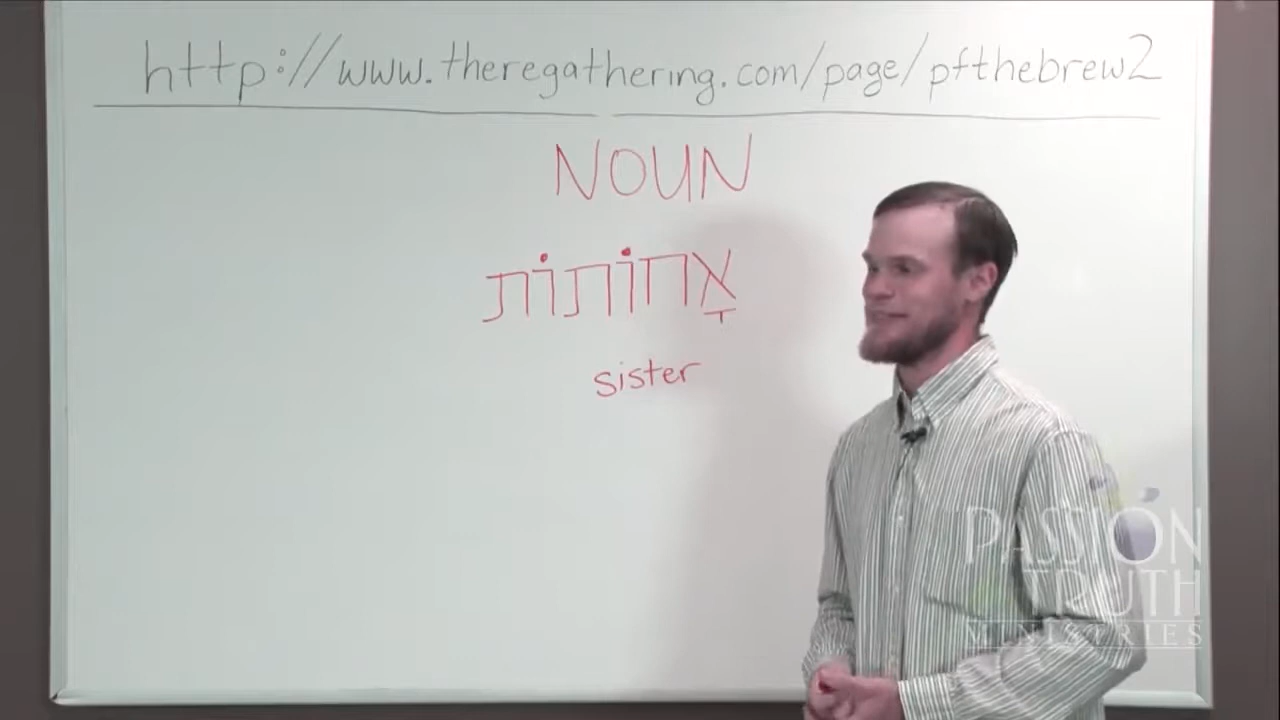 http://www.theregathering.com/page/pfthebrew2
NOUN
אָחוֹתוֹת
sister
PASSION
TRUTH
MINISTRIES